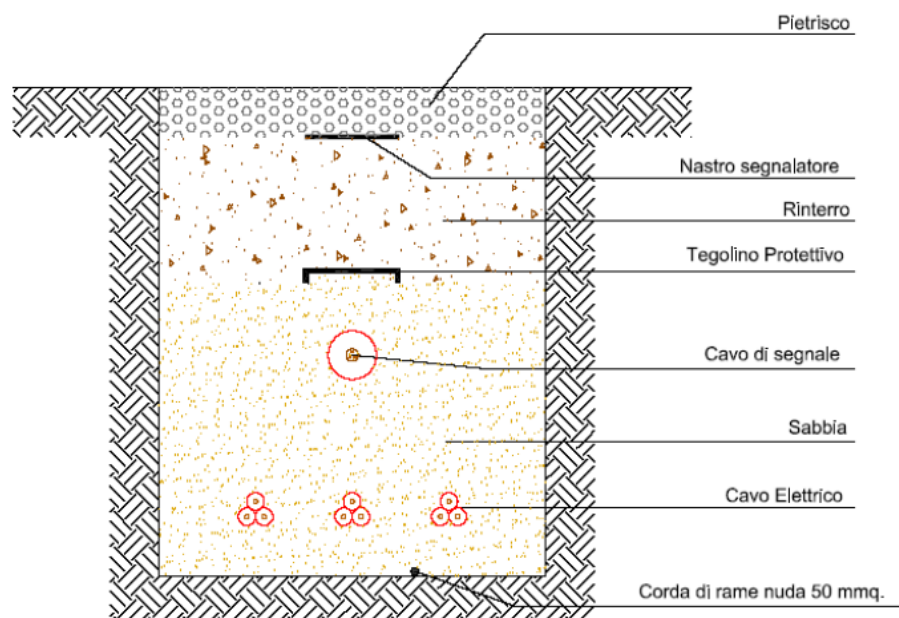 Pietrisco
Nastro segnalatore
Rinterro
Tegolino Protettivo
Cavo di segnale
Sabbia
Cavo Elettrico
Corda di rame nuda 50 mmq.